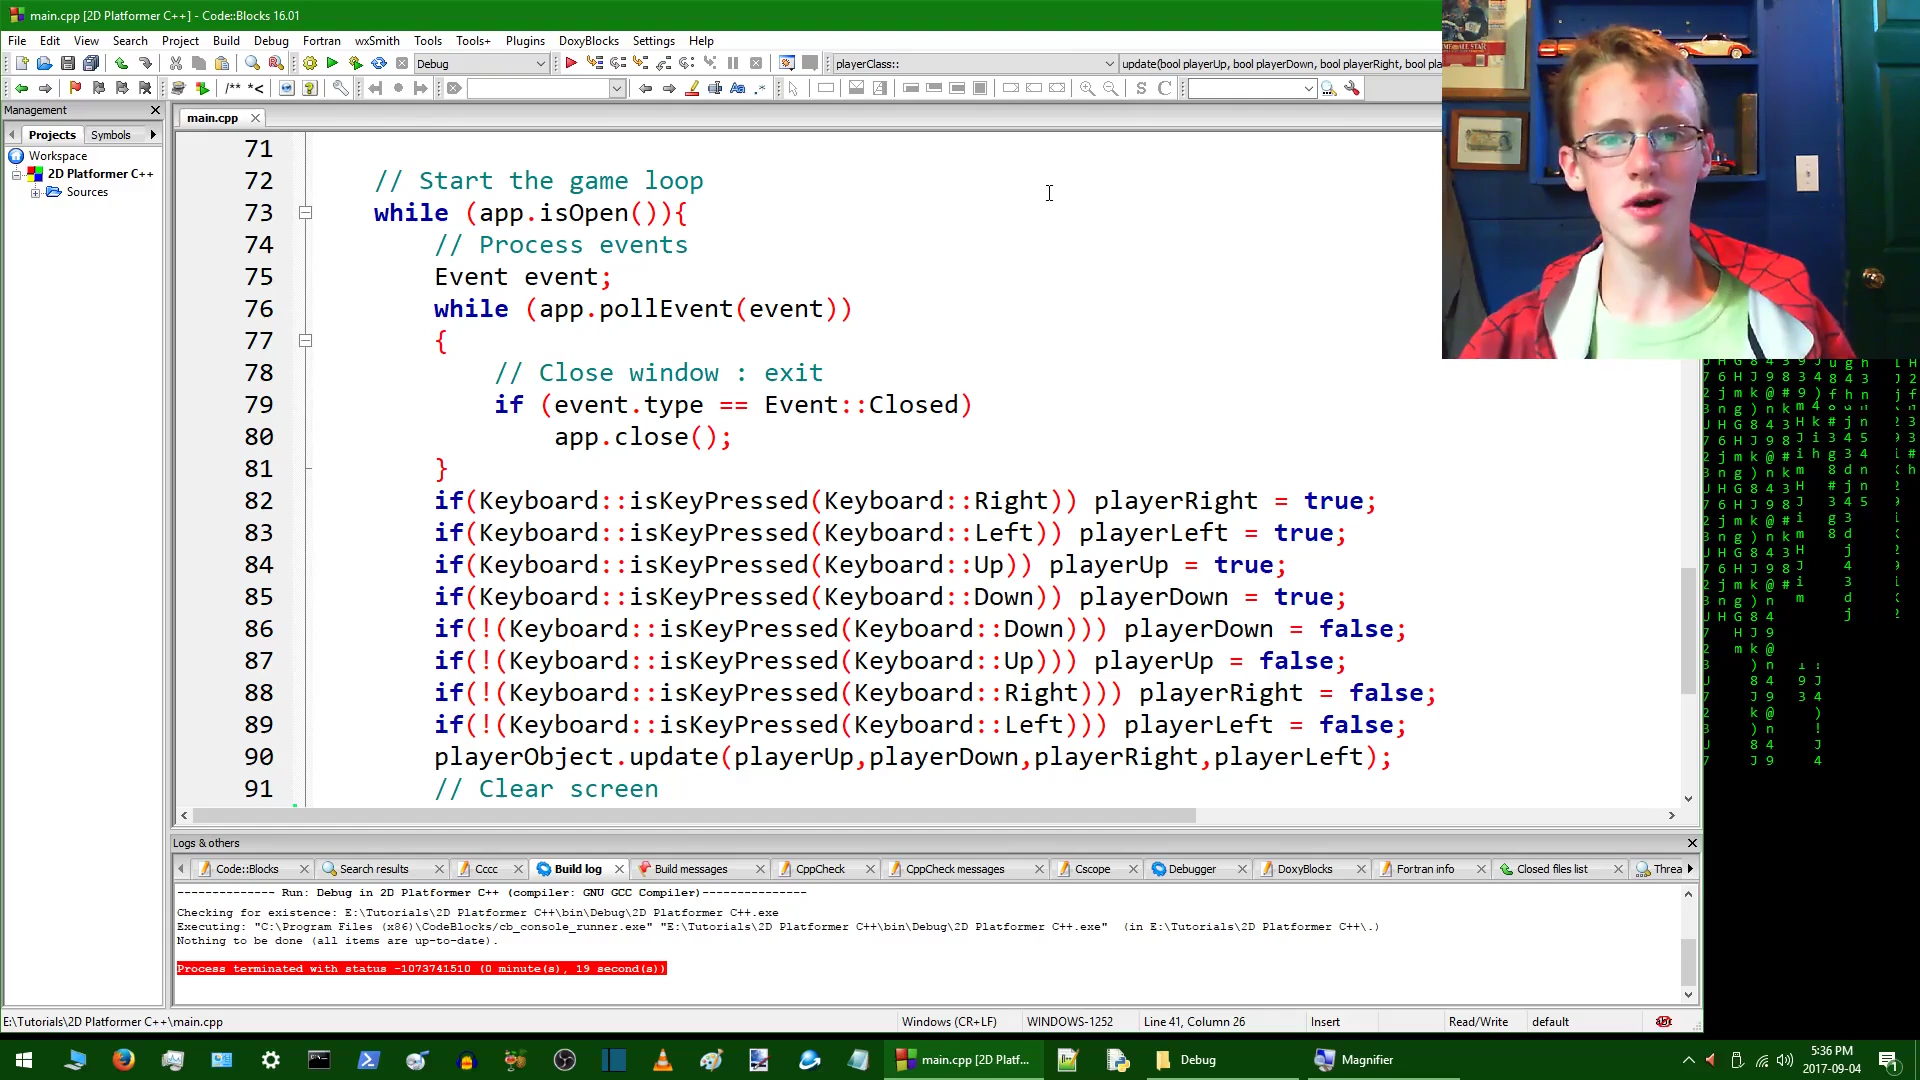 main.cpp [2D Platformer C++] - Code::Blocks 16.01
File Edit View Search Project Build Debug Fortran wxSmith Tools Tools+ Plugins DoxyBlocks Settings Help
Debug
playerClass::
update(bool playerUp, bool playerDown, bool playerRight, bool pla
/** *<
Management
main.cpp
Projects Symbols
Workspace
2D Platformer C++
Sources
71
72 // Start the game loop
73 while (app.isOpen()){
74 // Process events
75 Event event;
76 while (app.pollEvent(event))
77 {
78 // Close window : exit
79 if (event.type == Event::Closed)
80 app.close();
81 }
82 if(Keyboard::isKeyPressed(Keyboard::Right)) playerRight = true;
83 if(Keyboard::isKeyPressed(Keyboard::Left)) playerLeft = true;
84 if(Keyboard::isKeyPressed(Keyboard::Up)) playerUp = true;
85 if(Keyboard::isKeyPressed(Keyboard::Down)) playerDown = true;
86 if(!(Keyboard::isKeyPressed(Keyboard::Down))) playerDown = false;
87 if(!(Keyboard::isKeyPressed(Keyboard::Up))) playerUp = false;
88 if(!(Keyboard::isKeyPressed(Keyboard::Right))) playerRight = false;
89 if(!(Keyboard::isKeyPressed(Keyboard::Left))) playerLeft = false;
90 playerObject.update(playerUp,playerDown,playerRight,playerLeft);
91 // Clear screen
Logs & others
Code::Blocks Search results Cccc Build log Build messages CppCheck CppCheck messages Cscope Debugger DoxyBlocks Fortran info Closed files list Threa
-------------- Run: Debug in 2D Platformer C++ (compiler: GNU GCC Compiler)---------------
Checking for existence: E:\Tutorials\2D Platformer C++\bin\Debug\2D Platformer C++.exe
Executing: "C:\Program Files (x86)\CodeBlocks/cb_console_runner.exe" "E:\Tutorials\2D Platformer C++\bin\Debug\2D Platformer C++.exe"  (in E:\Tutorials\2D Platformer C++\.)
Nothing to be done (all items are up-to-date).
Process terminated with status -1073741510 (0 minute(s), 19 second(s))
E:\Tutorials\2D Platformer C++\main.cpp Windows (CR+LF) WINDOWS-1252 Line 41, Column 26 Insert Read/Write default
main.cpp [2D Platf... Debug Magnifier
5:36 PM
2017-09-04